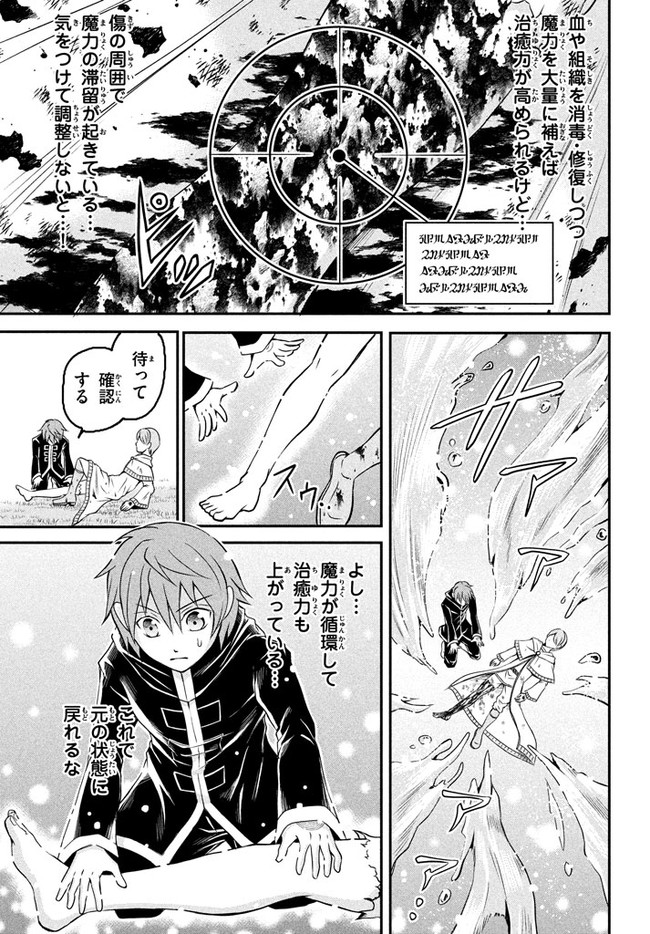 血や組織を消毒・修復しつつ
魔力を大量に補えば
治癒力が高められるけど…
傷の周囲で
魔力の滞留が起きている…
気をつけて調整しないと…！
ザァァ
スウ…
待って
確認
する
よし…
魔力が循環して
治癒力も
上がっている…
これで
元の状態に
戻れるな